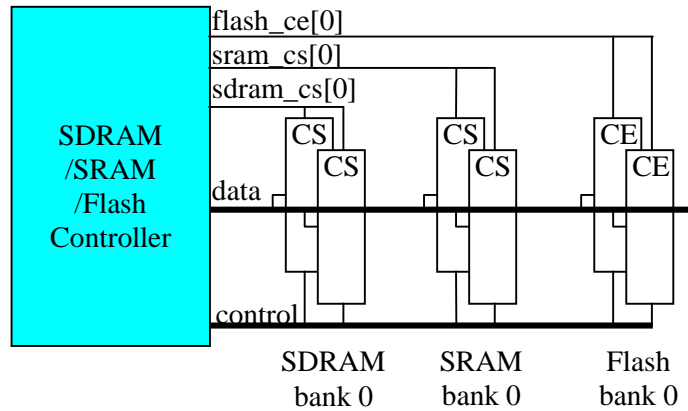 flash_ce[0]
sram_cs[0]
sdram_cs[0]
SDRAM
/SRAM
/Flash
Controller
CS
CS
CS
CS
CE
CE
data
control
SDRAM
bank 0
SRAM
bank 0
Flash
bank 0